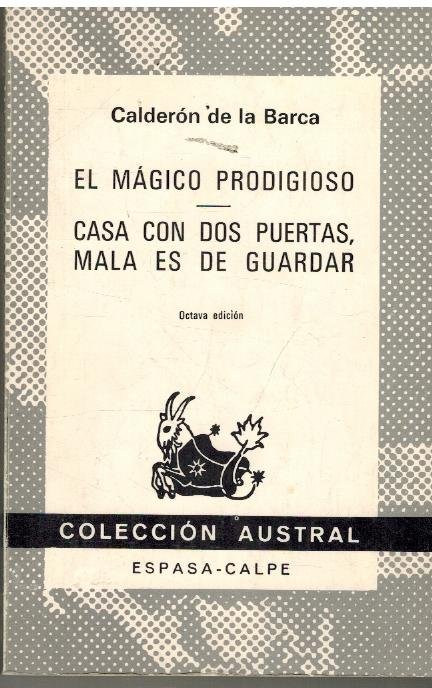 Calderón de la Barca
EL MÁGICO PRODIGIOSO
CASA CON DOS PUERTAS,
MALA ES DE GUARDAR
Octava edición
COLECCIÓN AUSTRAL
ESPASA-CALPE